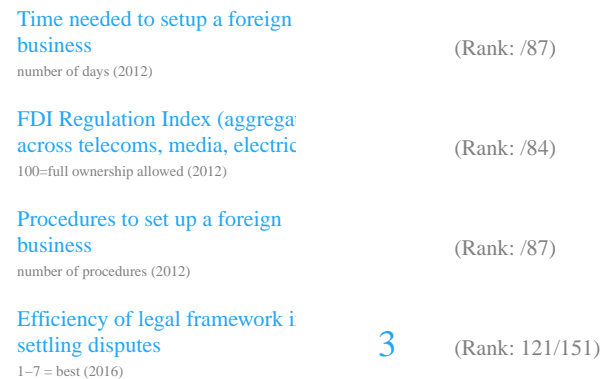 Time needed to setup a foreign
business
(Rank: /87)
number of days (2012)
FDI Regulation Index
across telecoms, media,
(Rank: /84)
100=full ownership allowed (2012)
Procedures to set up a foreign
business
(Rank: /87)
number of procedures (2012)
Efficiency of legal framework
settling disputes
3
(Rank: 121/151)
1–7 = best (2016)